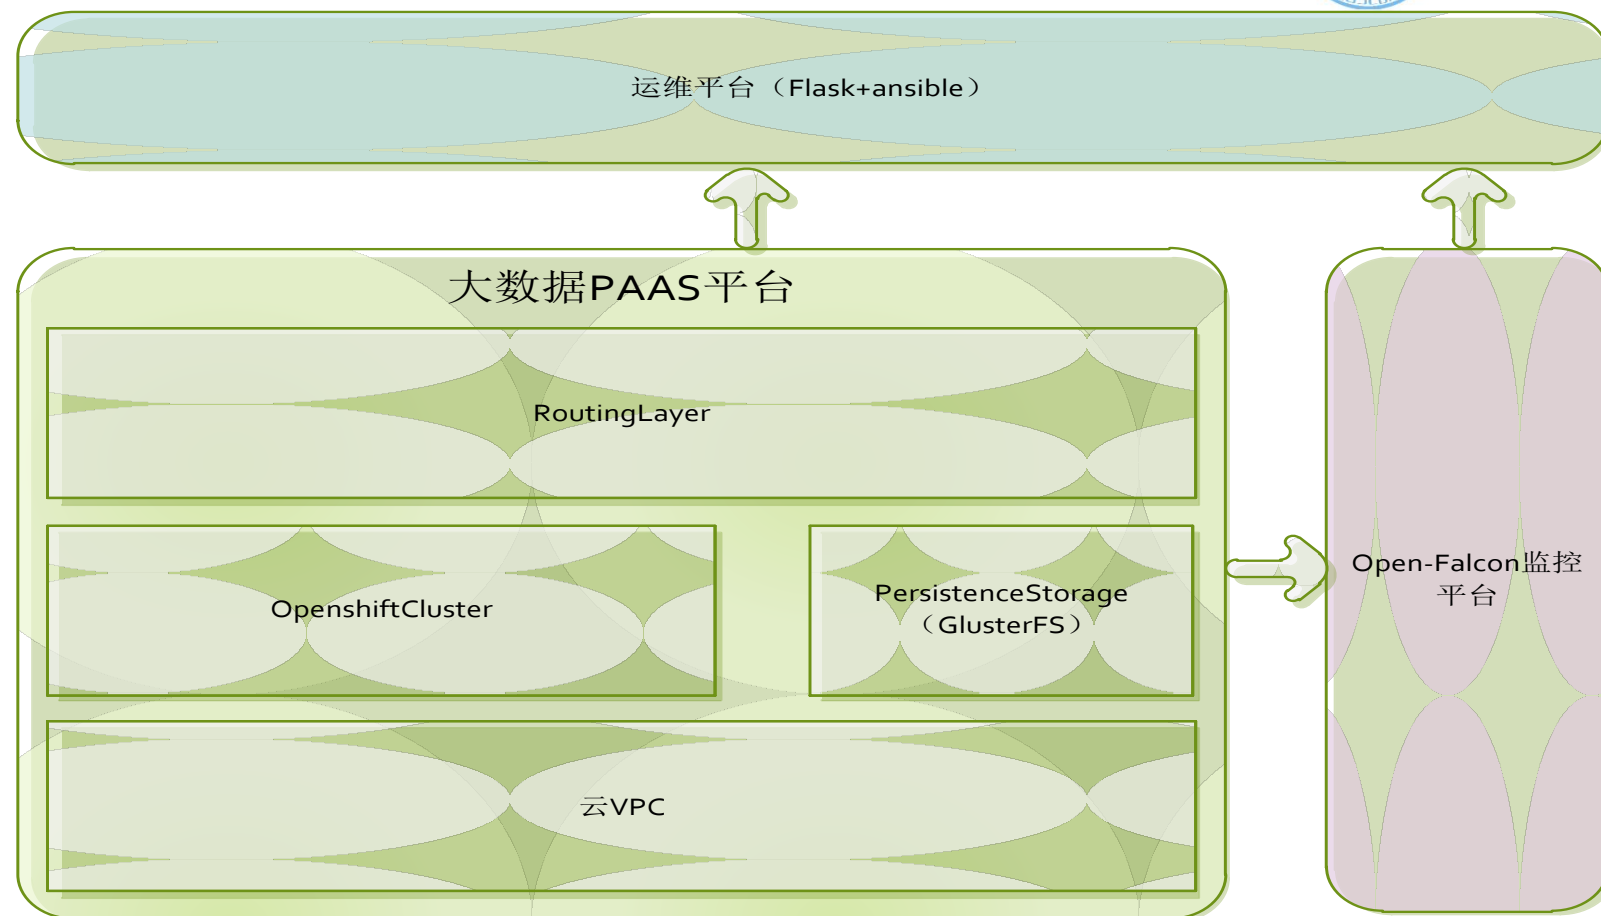 运维平台（Flask+ansible）
大数据PAAS平台
RoutingLayer
OpenshiftCluster
PersistenceStorage
（GlusterFS）
Open-Falcon监控
平台
云VPC